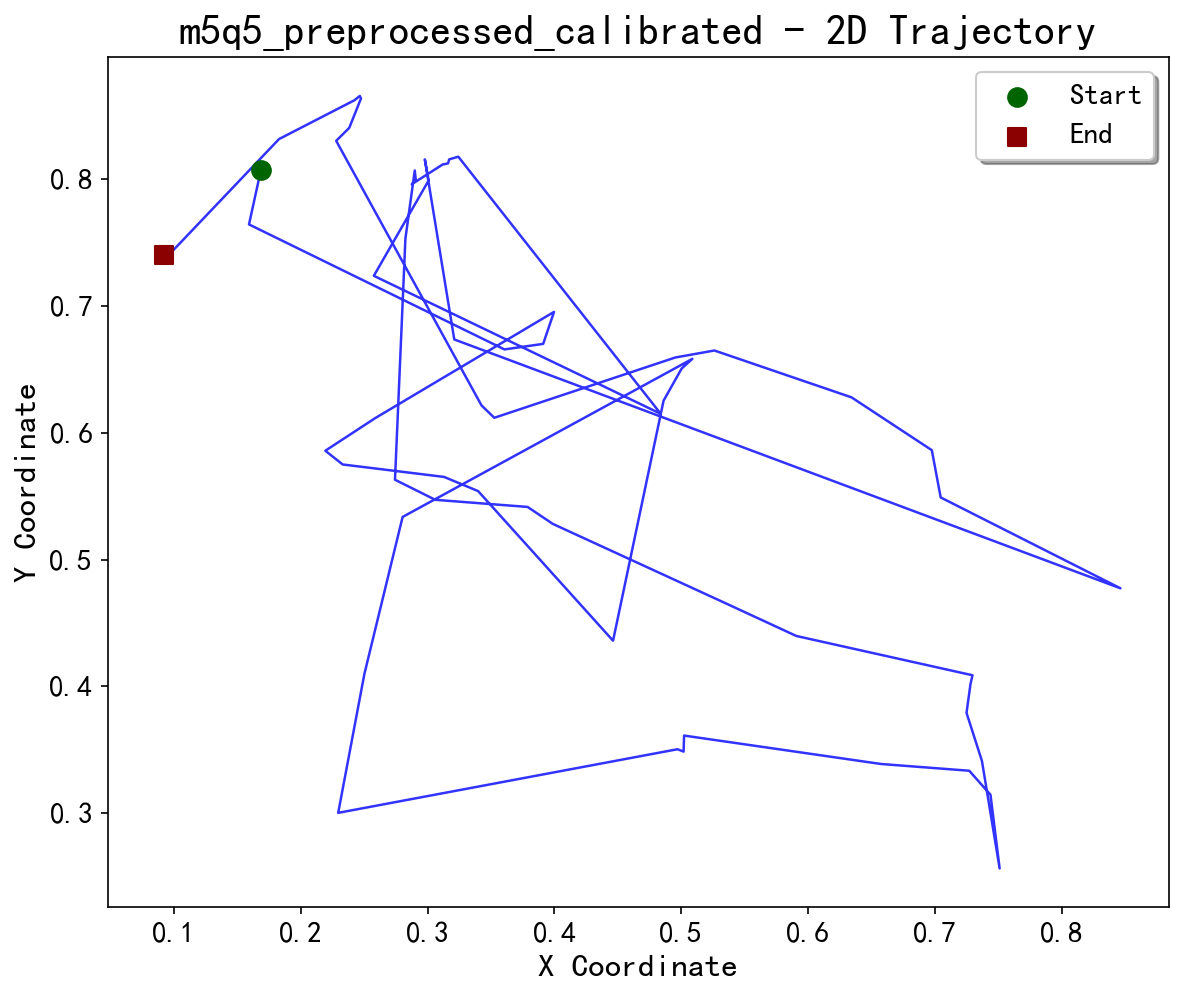 m5q5_preprocessed_calibrated - 2D Trajectory
Start
End
Y Coordinate
0.8
0.7
0.6
0.5
0.4
0.3
0.1 0.2 0.3 0.4 0.5 0.6 0.7 0.8
X Coordinate